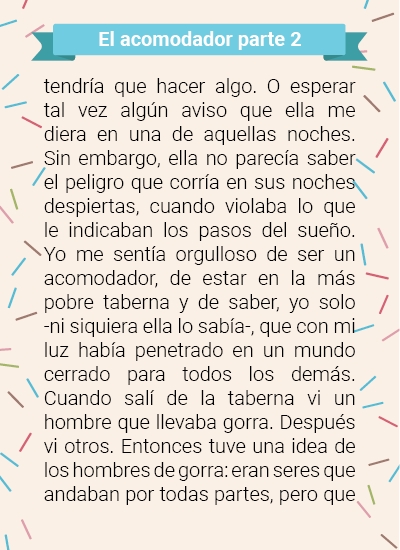 El acomodador parte 2
tendría que hacer algo. O esperar
tal vez algún aviso que ella me
diera en una de aquellas noches.
Sin embargo, ella no parecía saber
el peligro que corría en sus noches
despiertas, cuando violaba lo que
le indicaban los pasos del sueño.
Yo me sentía orgulloso de ser un
acomodador, de estar en la más
pobre taberna y de saber, yo solo
-ni siquiera ella lo sabía-, que con mi
luz había penetrado en un mundo
cerrado para todos los demás.
Cuando salí de la taberna vi un
hombre que llevaba gorra. Después
vi otros. Entonces tuve una idea de
los hombres de gorra: eran seres que
andaban por todas partes, pero que